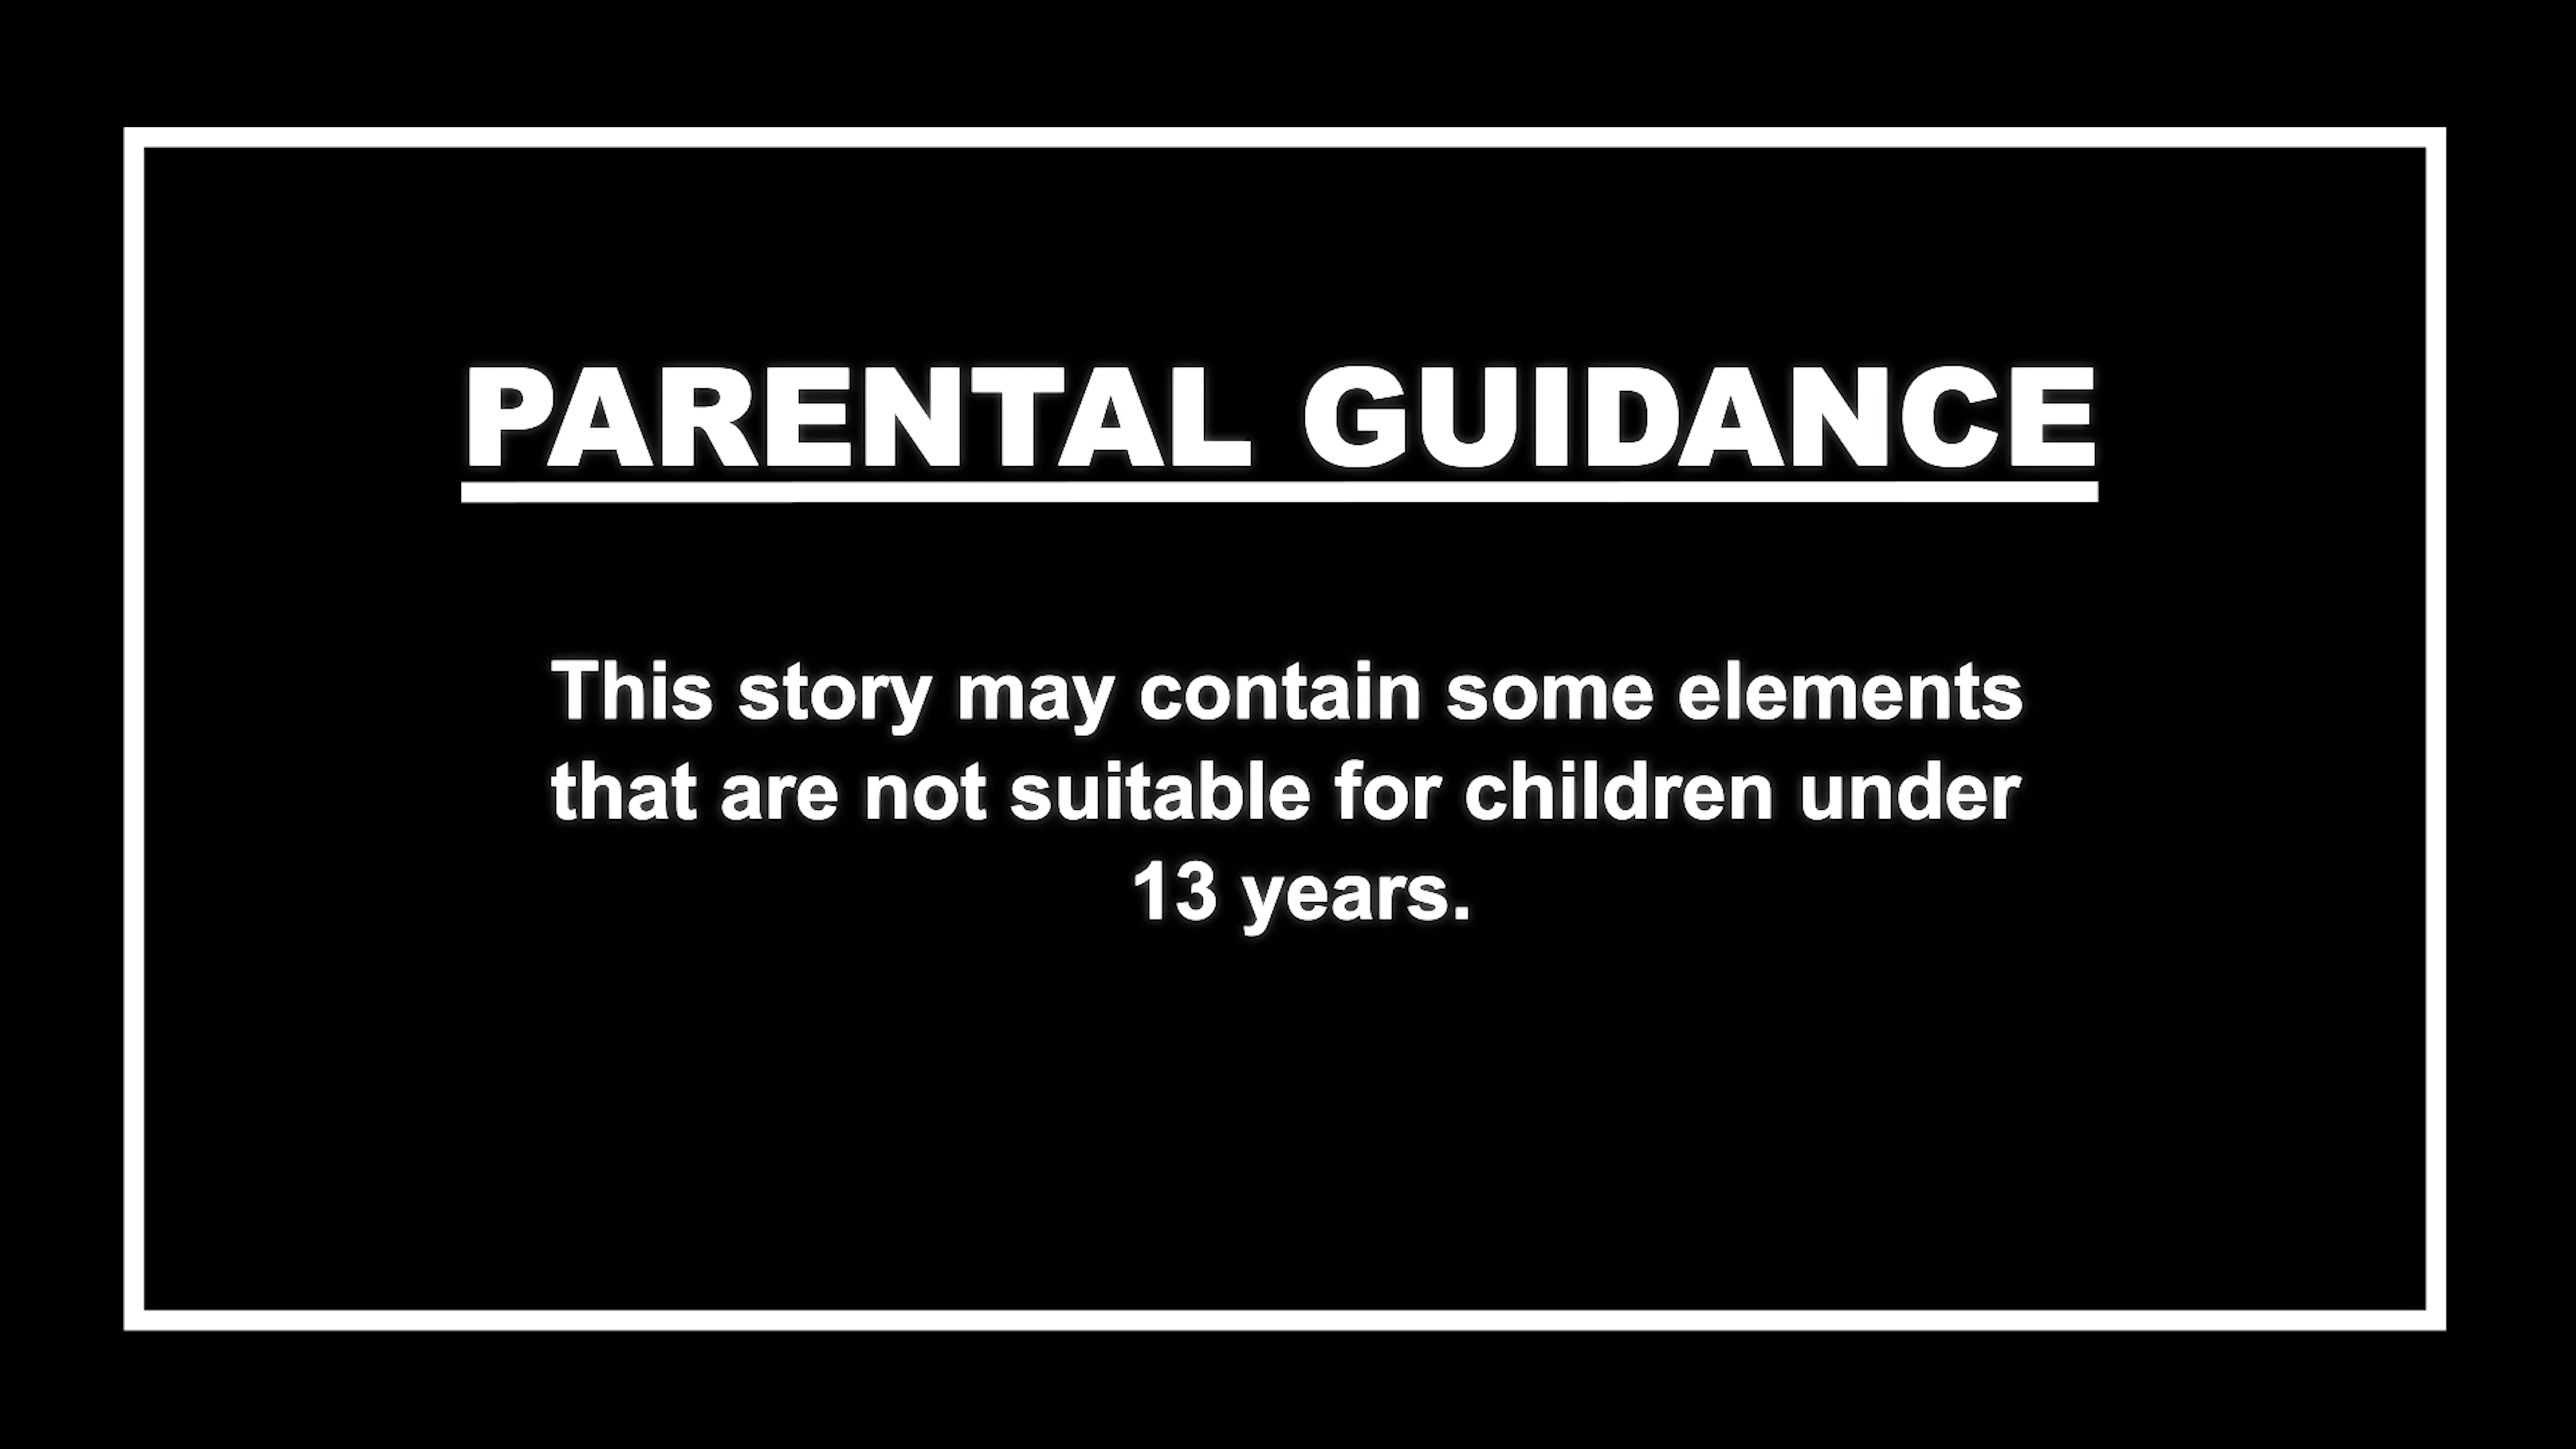 PARENTAL GUIDANCE
This story may contain some elements
that are not suitable for children under
13 years.